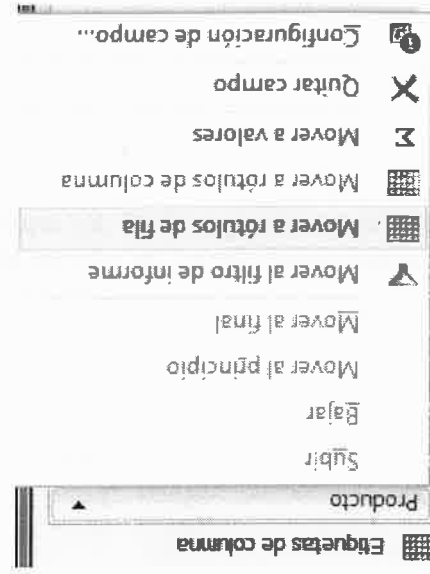 Etiquetas de columna
Producto
Subir
Bajar
Mover al principio
Mover al final
Mover al filtro de informe
Mover a rótulos de fila
Mover a rótulos de columna
Mover a valores
Quitar campo
Configuración de campo...